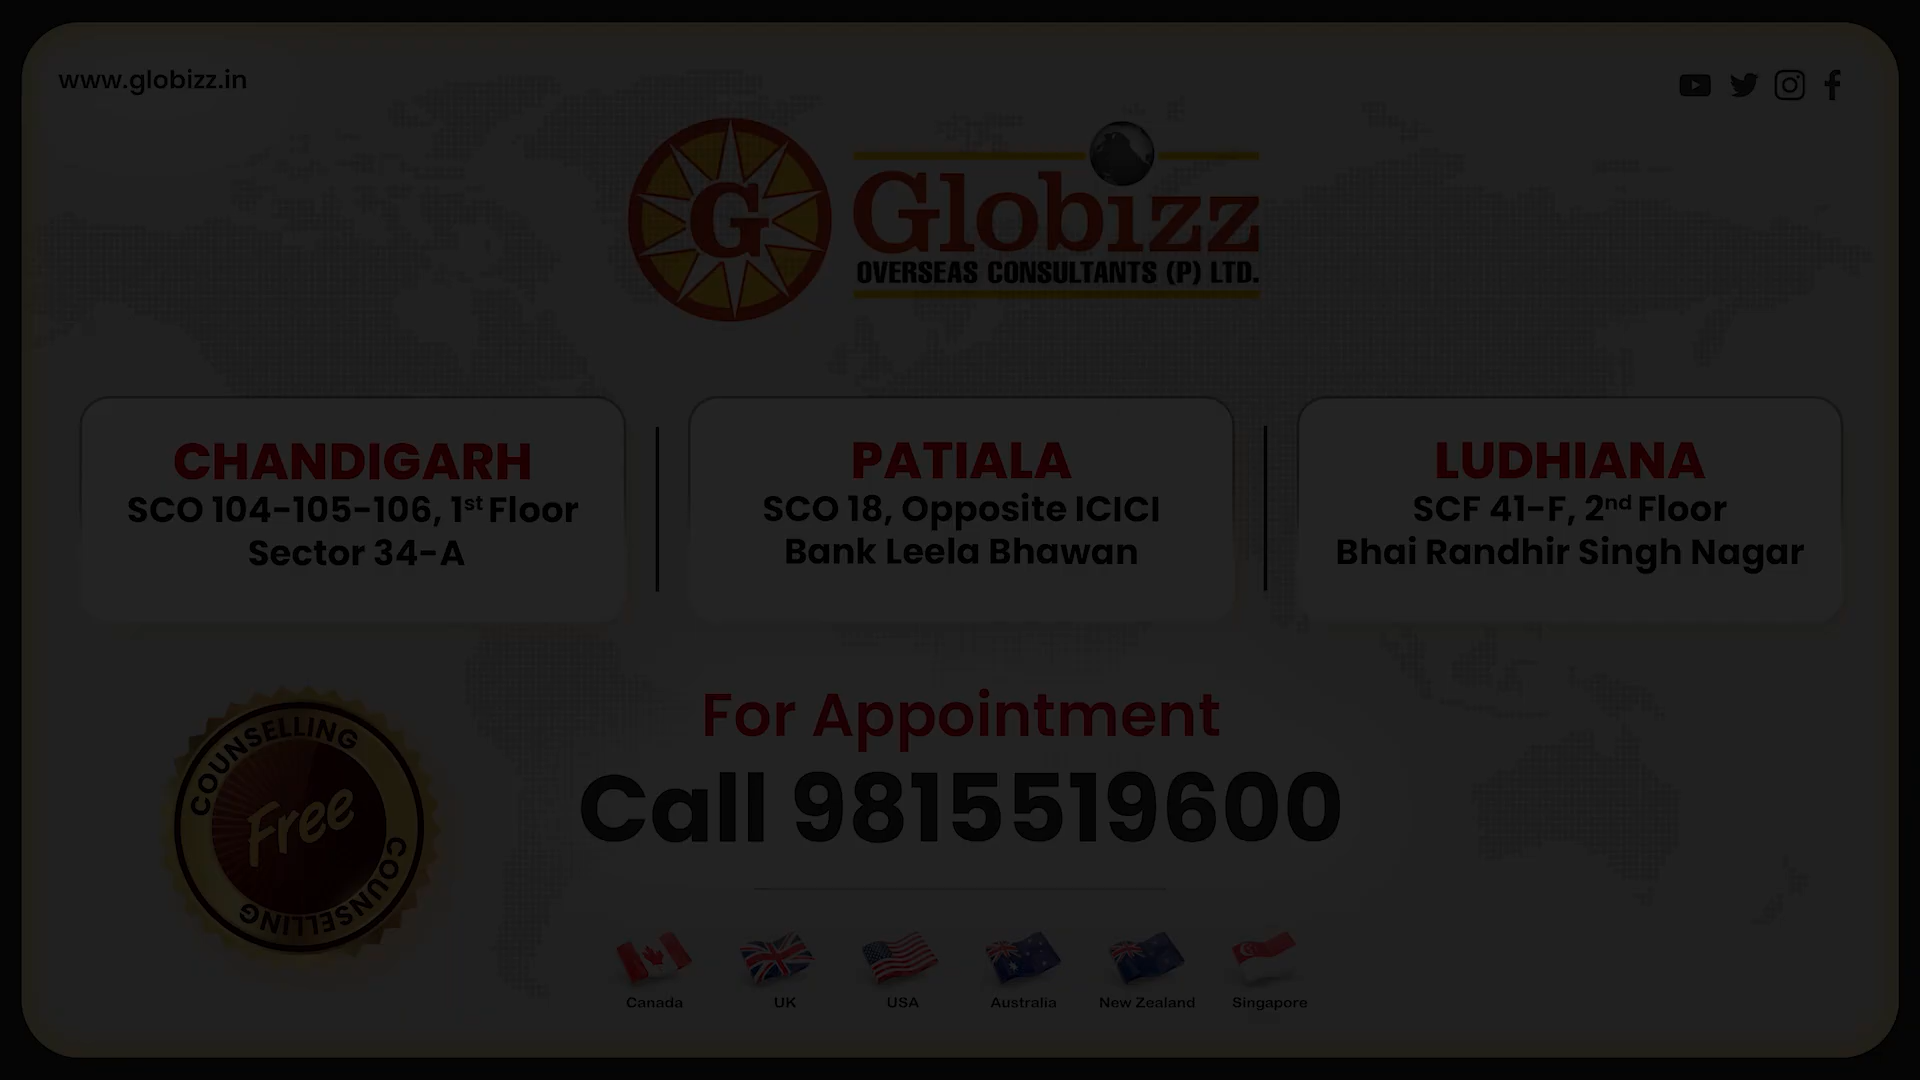 www.globizz.in
G
Globizz
OVERSEAS CONSULTANTS (P) LTD.
CHANDIGARH
SCO 104-105-106, 1st Floor
Sector 34-A
PATIALA
SCO 18, Opposite ICICI
Bank Leela Bhawan
LUDHIANA
SCF 41-F, 2nd Floor
Bhai Randhir Singh Nagar
COUNSELLING
Free
COUNSELLING
For Appointment
Call 9815519600
Canada
UK
USA
Australia
New Zealand
Singapore